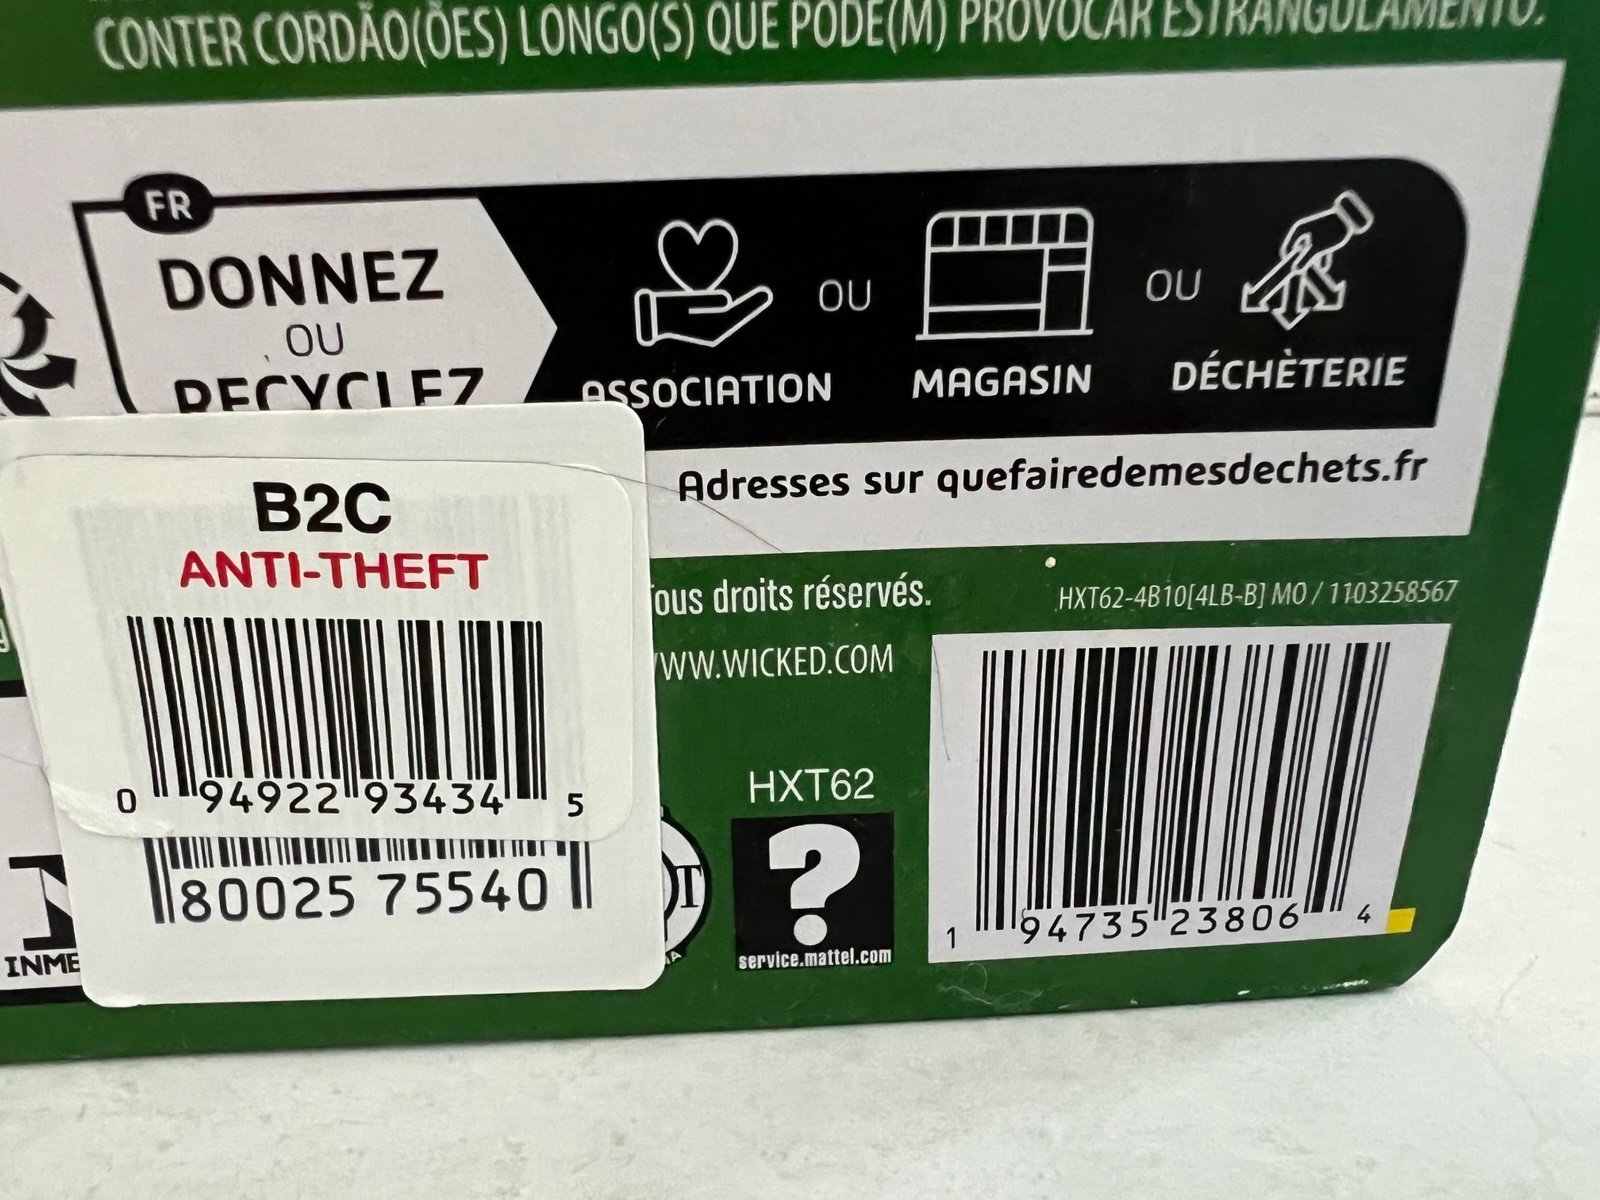 CONTER CORDÃO(ÕES) LONGO(S) QUE PODE(M) PROVOCAR ESTRANGULAMENTO.
FR
DONNEZ
OU
RECYCLEZ
ASSOCIATION
OU
MAGASIN
OU
DÉCHÈTERIE
Adresses sur quefairedemesdechets.fr
B2C
ANTI-THEFT
0 94922 93434 5
80025 75540
Tous droits réservés.
WWW.WICKED.COM
HXT62-4B10[4LB-B] MO / 1103258567
HXT62
?
service.mattel.com
1 94735 23806 4
INME